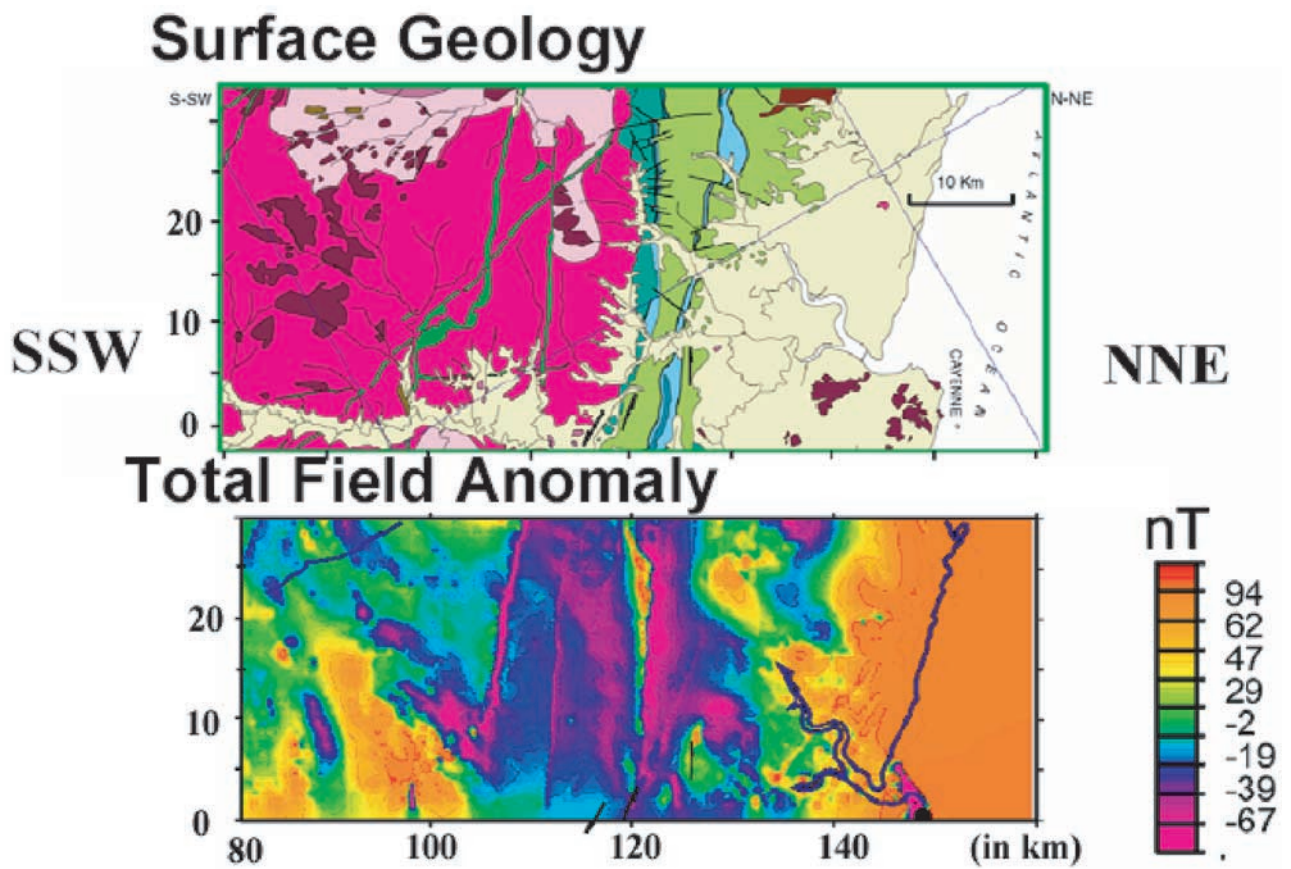 Surface Geology
S-SW
N-NE
10 Km
ATLANTIC OCEAN
CAYENNE
20
10
0
SSW
NNE
Total Field Anomaly
nT
94
62
47
29
-2
-19
-39
-67
20
10
0
80
100
120
140
(in km)